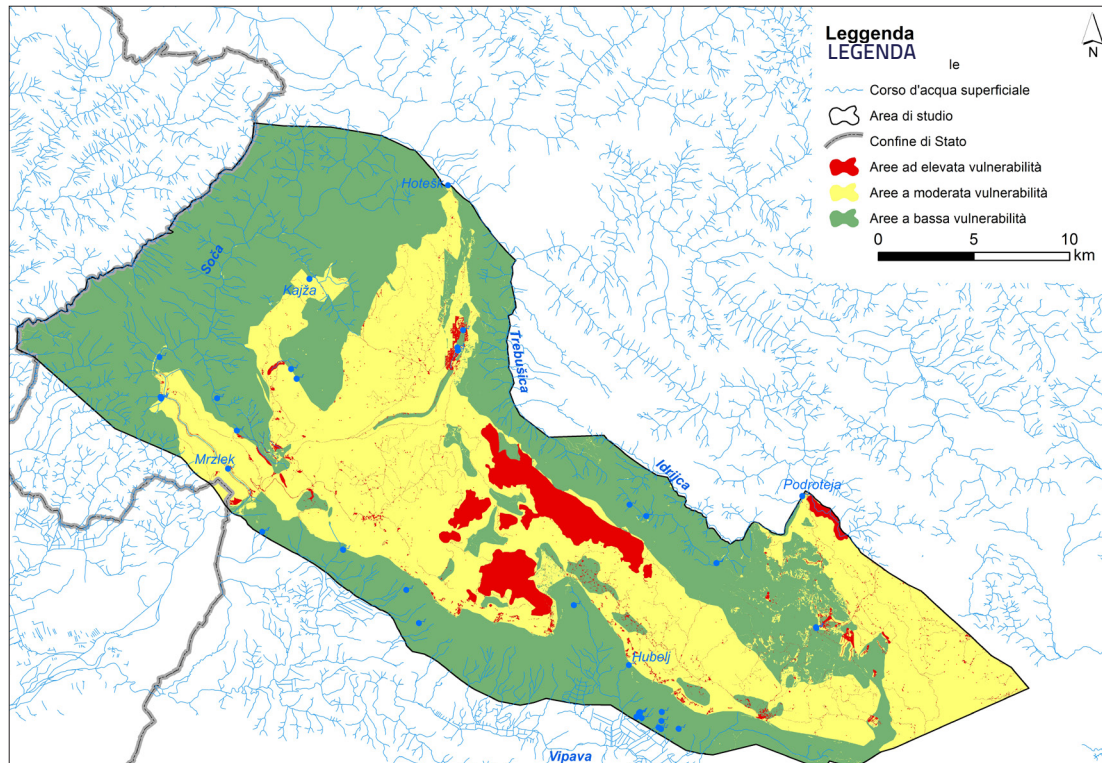 Leggenda
LEGENDA
le
N
Corso d'acqua superficiale
Area di studio
Confine di Stato
Aree ad elevata vulnerabilità
Aree a moderata vulnerabilità
Aree a bassa vulnerabilità
0 5 10
km
Hotešk
Soča
Kajža
Trebušica
Mrzlek
Idrijca
Podroteja
Hubelj
Vipava